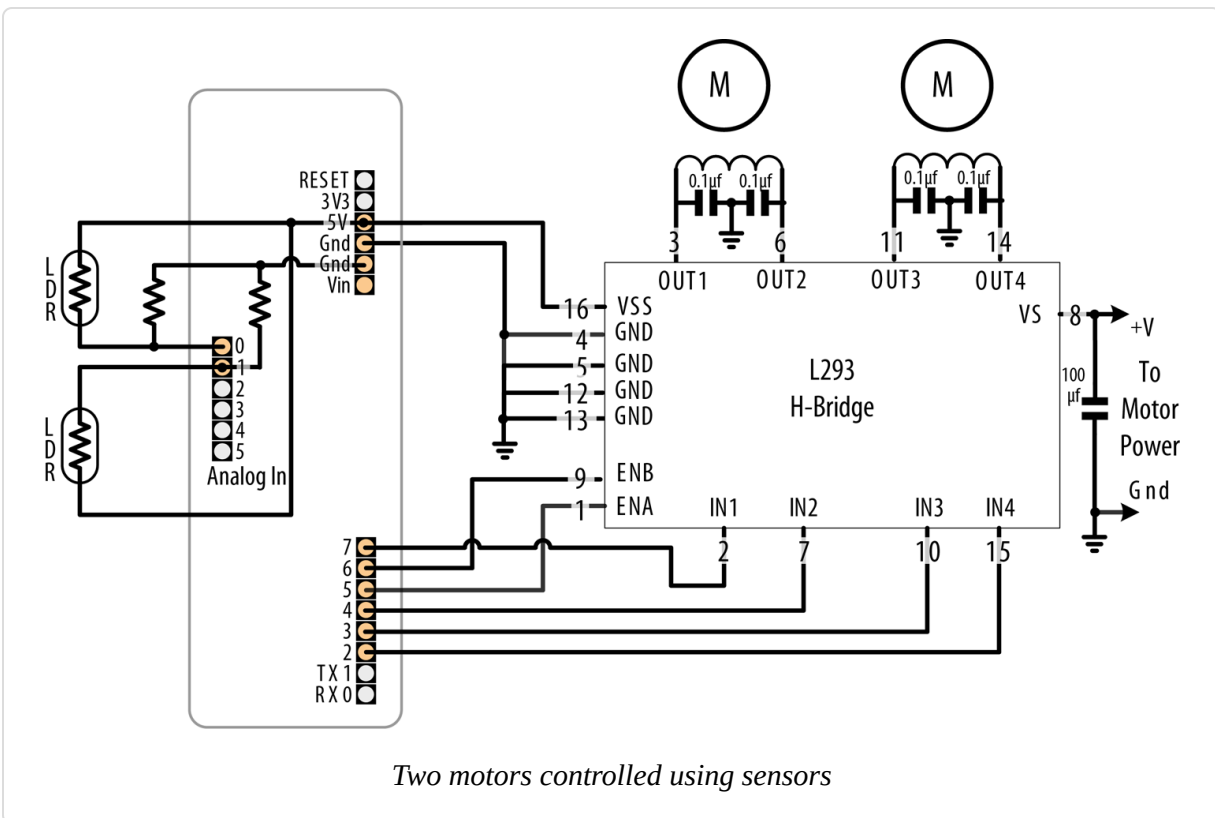 M
M
0.1µf
0.1µf
0.1µf
0.1µf
3
6
11
14
OUT1
OUT2
OUT3
OUT4
RESET
3V3
5V
Gnd
Gnd
Vin
LDR
LDR
0
1
2
3
4
5
Analog In
16 VSS
4 GND
5 GND
12 GND
13 GND
9 ENB
1 ENA
L293
H-Bridge
VS 8
+V
100
µf
To
Motor
Power
Gnd
IN1
IN2
IN3
IN4
2
7
10
15
7
6
5
4
3
2
TX 1
RX 0
Two motors controlled using sensors